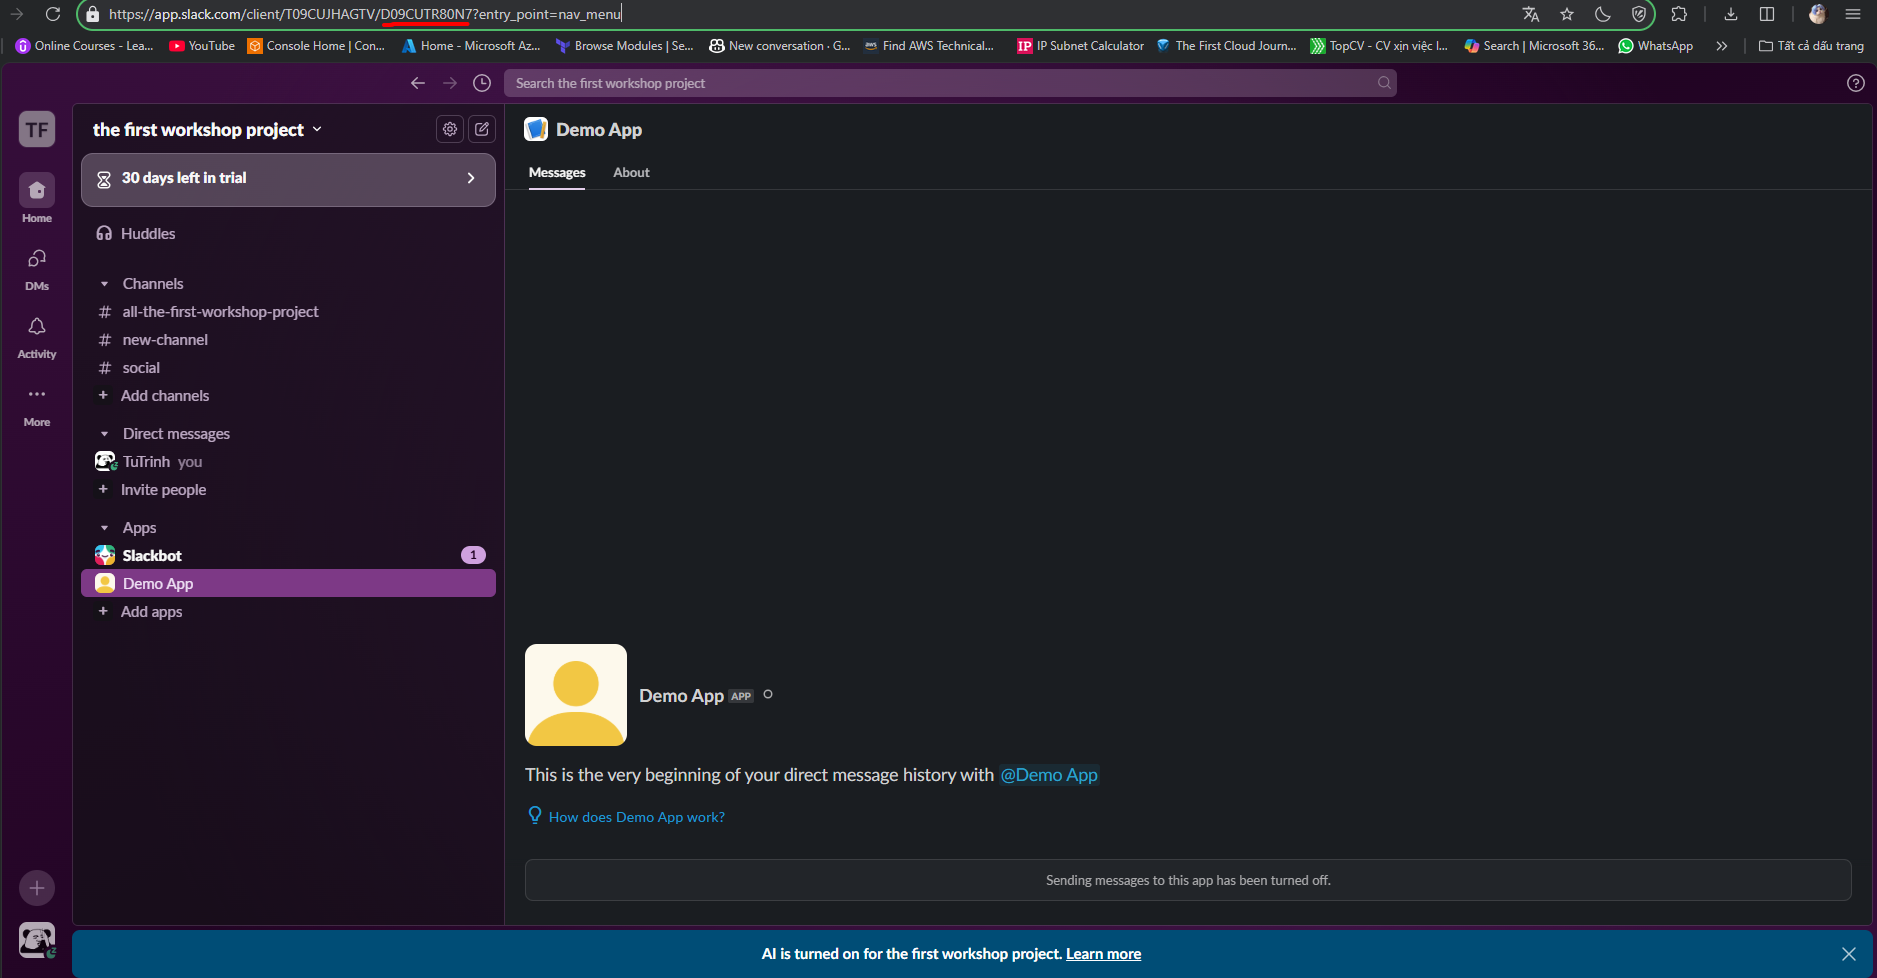 https://app.slack.com/client/T09CUJHAGTV/D09CUTR80N7?entry_point=nav_menu
Online Courses - Lea...
YouTube
Console Home | Con...
Home - Microsoft Az...
Browse Modules | Se...
New conversation · G...
Find AWS Technical...
IP Subnet Calculator
The First Cloud Journ...
TopCV - CV xịn việc l...
Search | Microsoft 36...
WhatsApp
Tất cả dấu trang
Search the first workshop project
TF
Home
DMs
Activity
More
the first workshop project
30 days left in trial
Huddles
Channels
# all-the-first-workshop-project
# new-channel
# social
+ Add channels
Direct messages
TuTrinh you
+ Invite people
Apps
Slackbot 1
Demo App
+ Add apps
Demo App
Messages About
Demo App APP
This is the very beginning of your direct message history with @Demo App
How does Demo App work?
Sending messages to this app has been turned off.
AI is turned on for the first workshop project. Learn more